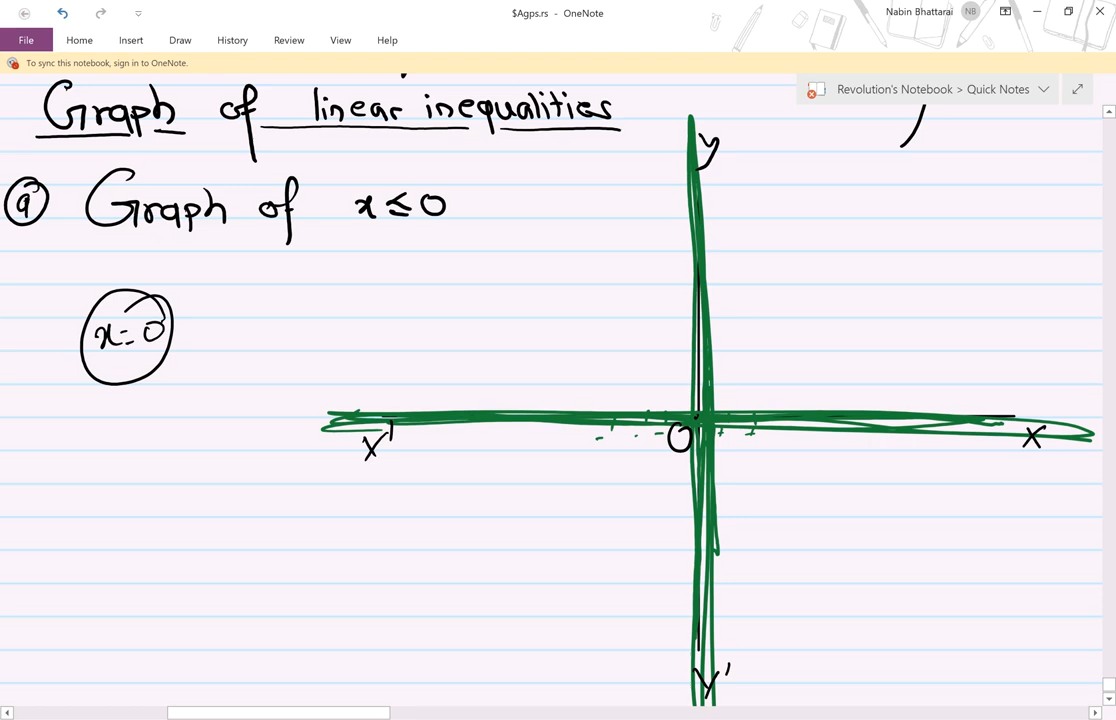 $Agps.rs - OneNote
Nabin Bhattarai NB
File Home Insert Draw History Review View Help
To sync this notebook, sign in to OneNote.
Revolution's Notebook > Quick Notes
Graph of linear inequalities
a Graph of x ≤ 0
x = 0
Y
X' O X
Y'